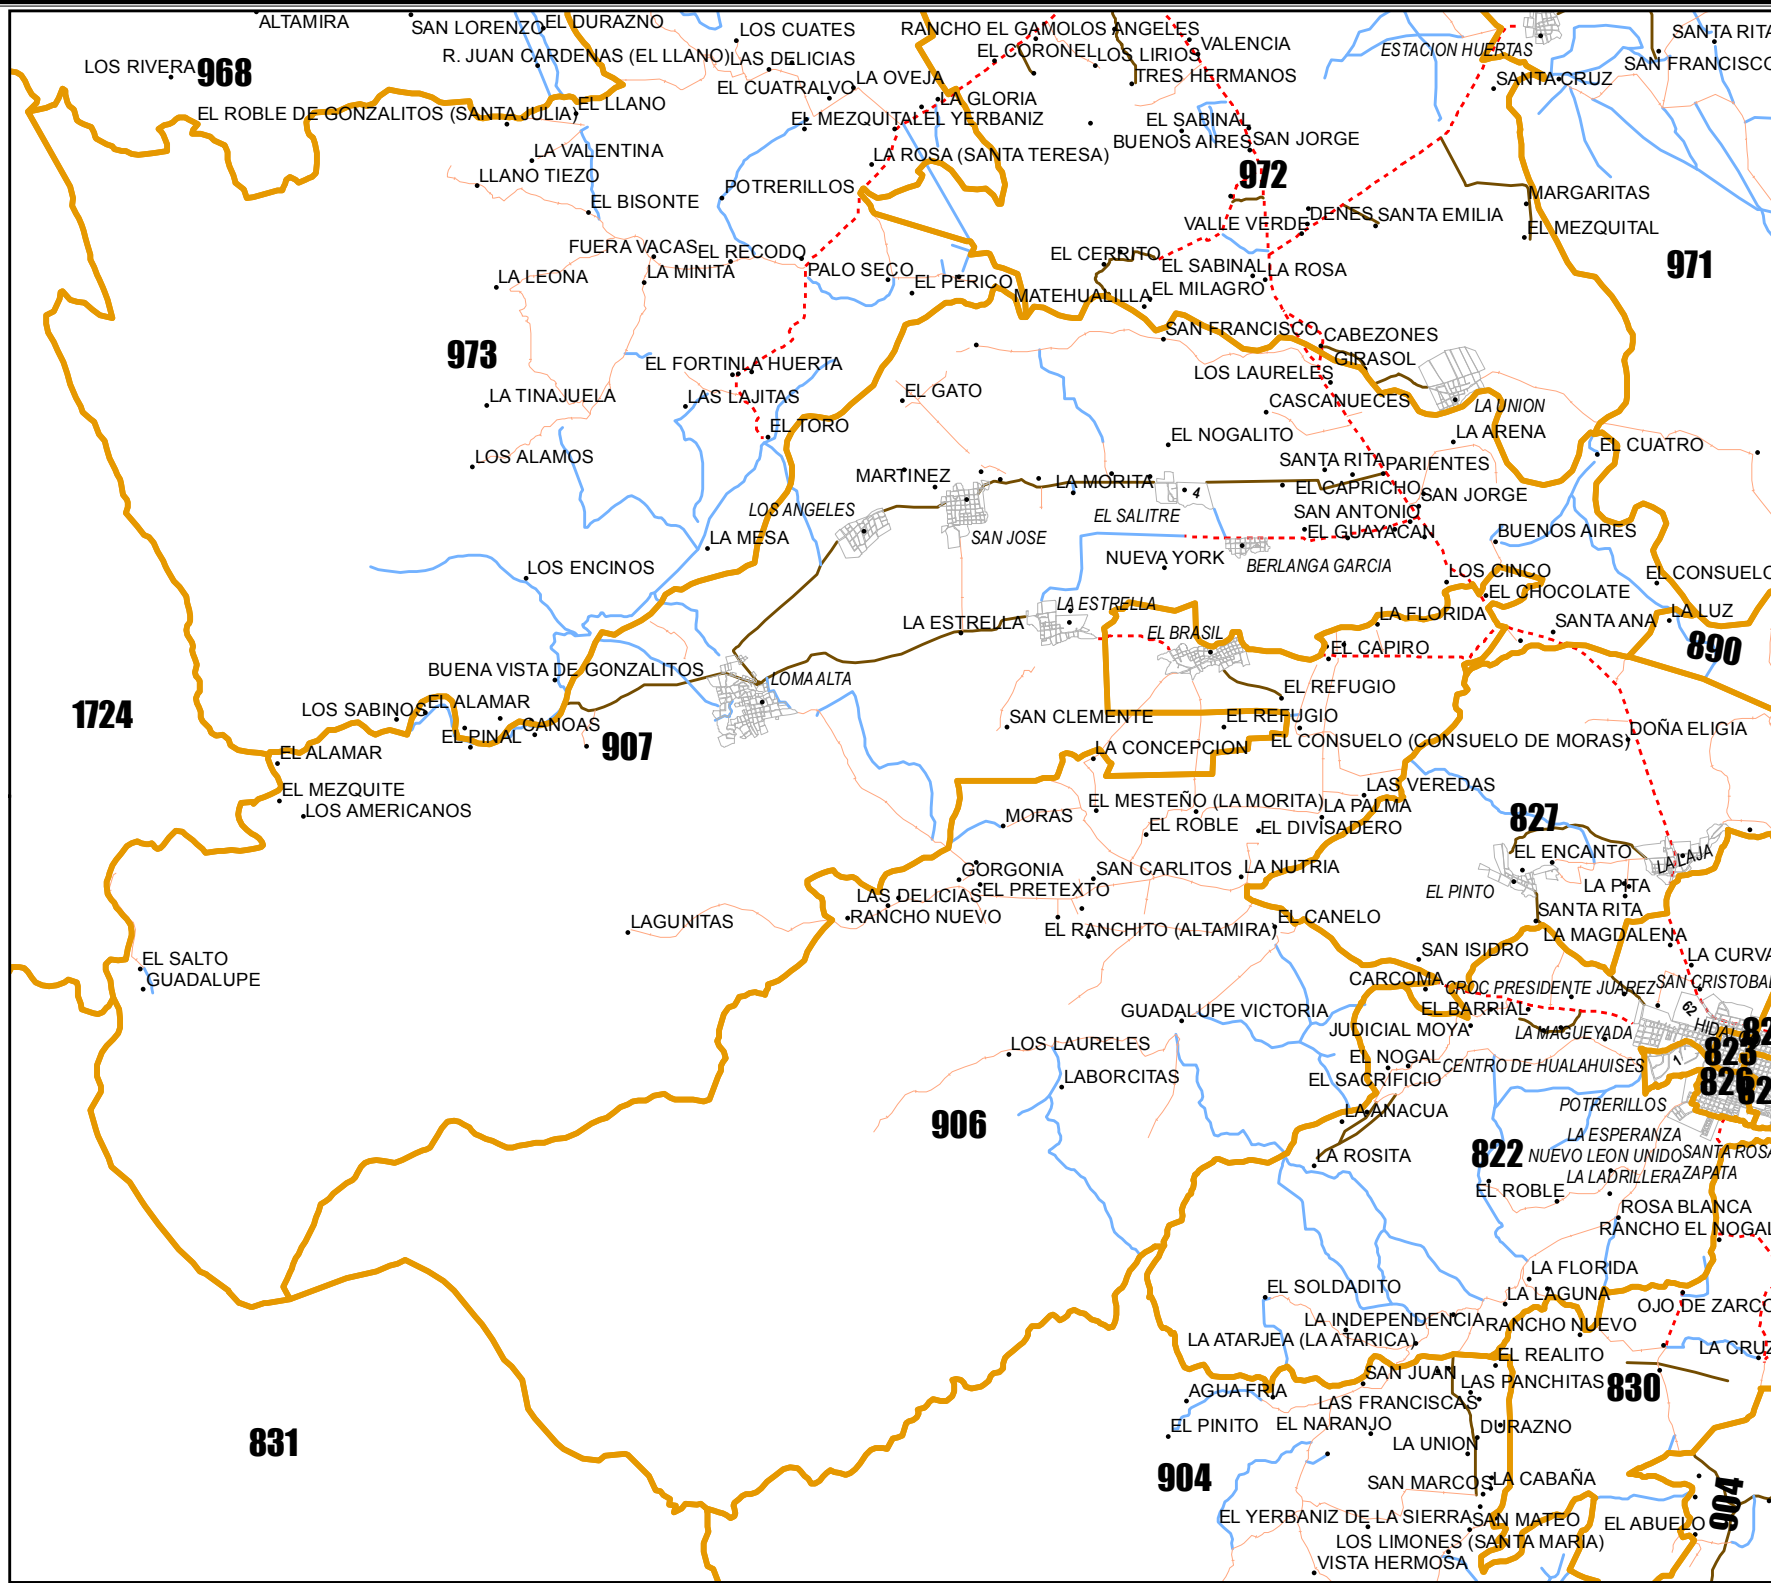 ALTAMIRA
SAN LORENZO
EL DURAZNO
LOS CUATES
RANCHO EL GAMOLOS ANGELES
VALENCIA
ESTACION HUERTAS
SANTA RITA
LOS RIVERA
968
R. JUAN CARDENAS (EL LLANO)
LAS DELICIAS
EL CORONEL
LOS LIRIOS
SAN FRANCISCO
EL CUATRALVO
LA OVEJA
TRES HERMANOS
SANTA CRUZ
EL ROBLE DE GONZALITOS (SANTA JULIA)
EL LLANO
LA GLORIA
EL MEZQUITAL
EL YERBANIZ
EL SABINAL
BUENOS AIRES
SAN JORGE
LA VALENTINA
LA ROSA (SANTA TERESA)
972
LLANO TIEZO
POTRERILLOS
EL BISONTE
MARGARITAS
VALLE VERDE
DENES
SANTA EMILIA
EL MEZQUITAL
FUERA VACAS
EL RECODO
EL CERRITO
971
LA LEONA
LA MINITA
PALO SECO
EL PERICO
EL SABINAL
LA ROSA
MATEHUALILLA
EL MILAGRO
973
SAN FRANCISCO
CABEZONES
EL FORTIN
LA HUERTA
GIRASOL
LOS LAURELES
LA TINAJUELA
LAS LAJITAS
EL GATO
CASCANUECES
LA UNION
EL TORO
EL NOGALITO
LA ARENA
EL CUATRO
LOS ALAMOS
MARTINEZ
SANTA RITA
PARIENTES
LA MORITA
4
EL CAPRICHO
SAN JORGE
LOS ANGELES
EL SALITRE
SAN ANTONIO
LA MESA
SAN JOSE
EL GUAYACAN
BUENOS AIRES
LOS ENCINOS
NUEVA YORK
BERLANGA GARCIA
LOS CINCO
EL CONSUELO
EL CHOCOLATE
LA ESTRELLA
LA ESTRELLA
LA FLORIDA
SANTA ANA
LA LUZ
EL BRASIL
EL CAPIRO
890
BUENA VISTA DE GONZALITOS
LOMA ALTA
EL REFUGIO
1724
LOS SABINOS
EL ALAMAR
EL PINAL
CANOAS
907
SAN CLEMENTE
EL REFUGIO
DOÑA ELIGIA
EL ALAMAR
LA CONCEPCION
EL CONSUELO (CONSUELO DE MORAS)
EL MEZQUITE
LOS AMERICANOS
LAS VEREDAS
EL MESTEÑO (LA MORITA)
LA PALMA
827
MORAS
EL ROBLE
EL DIVISADERO
EL ENCANTO
LA LAJA
GORGONIA
SAN CARLITOS
LA NUTRIA
EL PINTO
LA PITA
LAS DELICIAS
EL PRETEXTO
RANCHO NUEVO
SANTA RITA
LAGUNITAS
EL RANCHITO (ALTAMIRA)
EL CANELO
LA MAGDALENA
EL SALTO
GUADALUPE
SAN ISIDRO
LA CURVA
CARCOMA
CROC PRESIDENTE JUAREZ
SAN CRISTOBAL
GUADALUPE VICTORIA
EL BARRIAL
62
JUDICIAL MOYA
LA MAGUEYADA
HIDAL
82
LOS LAURELES
EL NOGAL
CENTRO DE HUALAHUISES
1
823
LABORCITAS
EL SACRIFICIO
826
62
906
LA ANACUA
POTRERILLOS
LA ESPERANZA
LA ROSITA
822
NUEVO LEON UNIDO
SANTA ROSA
LA LADRILLERA
ZAPATA
EL ROBLE
ROSA BLANCA
RANCHO EL NOGAL
LA FLORIDA
EL SOLDADITO
LA LAGUNA
OJO DE ZARCO
LA INDEPENDENCIA
RANCHO NUEVO
LA ATARJEA (LA ATARICA)
EL REALITO
LA CRUZ
SAN JUAN
LAS PANCHITAS
830
AGUA FRIA
LAS FRANCISCAS
EL PINITO
EL NARANJO
DURAZNO
831
LA UNION
904
SAN MARCOS
LA CABAÑA
904
EL YERBANIZ DE LA SIERRA
SAN MATEO
EL ABUELO
LOS LIMONES (SANTA MARIA)
VISTA HERMOSA